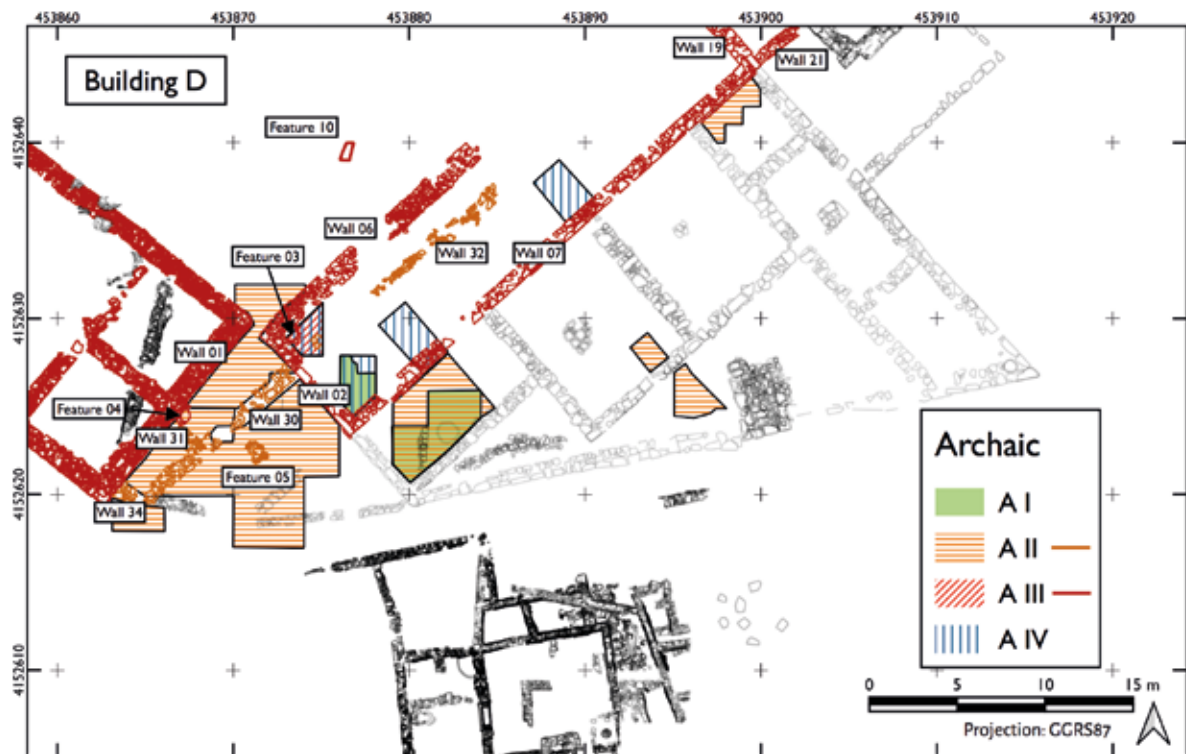 453860 453870 453880 453890 453900 453910 453920
Building D
Wall 19
Wall 21
4152640
Feature 10
Wall 06
Feature 03
Wall 32
Wall 07
4152630
Wall 01
Wall 02
Feature 04
Wall 31
Wall 30
Feature 05
4152620
Wall 34
4152610
Archaic
A I
A II
A III
A IV
0 5 10 15 m
Projection: GGRS87